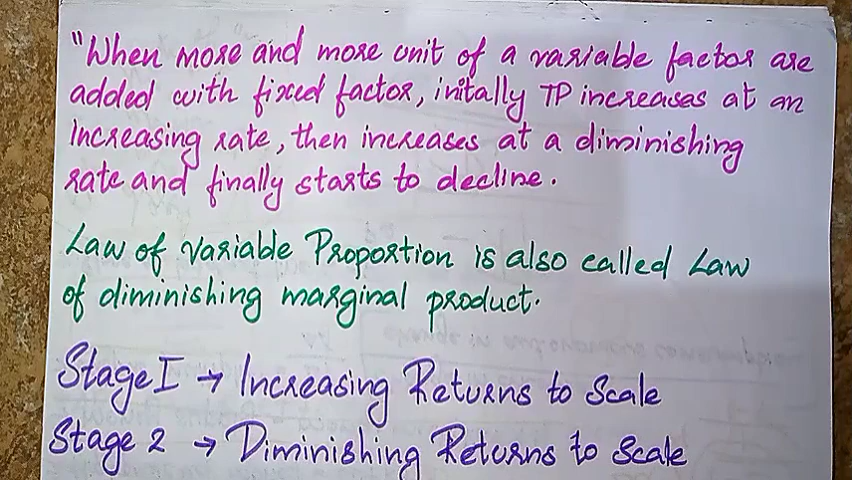 "When more and more unit of a variable factor are
added with fixed factor, initally TP increases at an
increasing rate, then increases at a diminishing
rate and finally starts to decline.
Law of Variable Proportion is also called Law
of diminishing marginal product.
Stage I → Increasing Returns to Scale
Stage 2 → Diminishing Returns to Scale